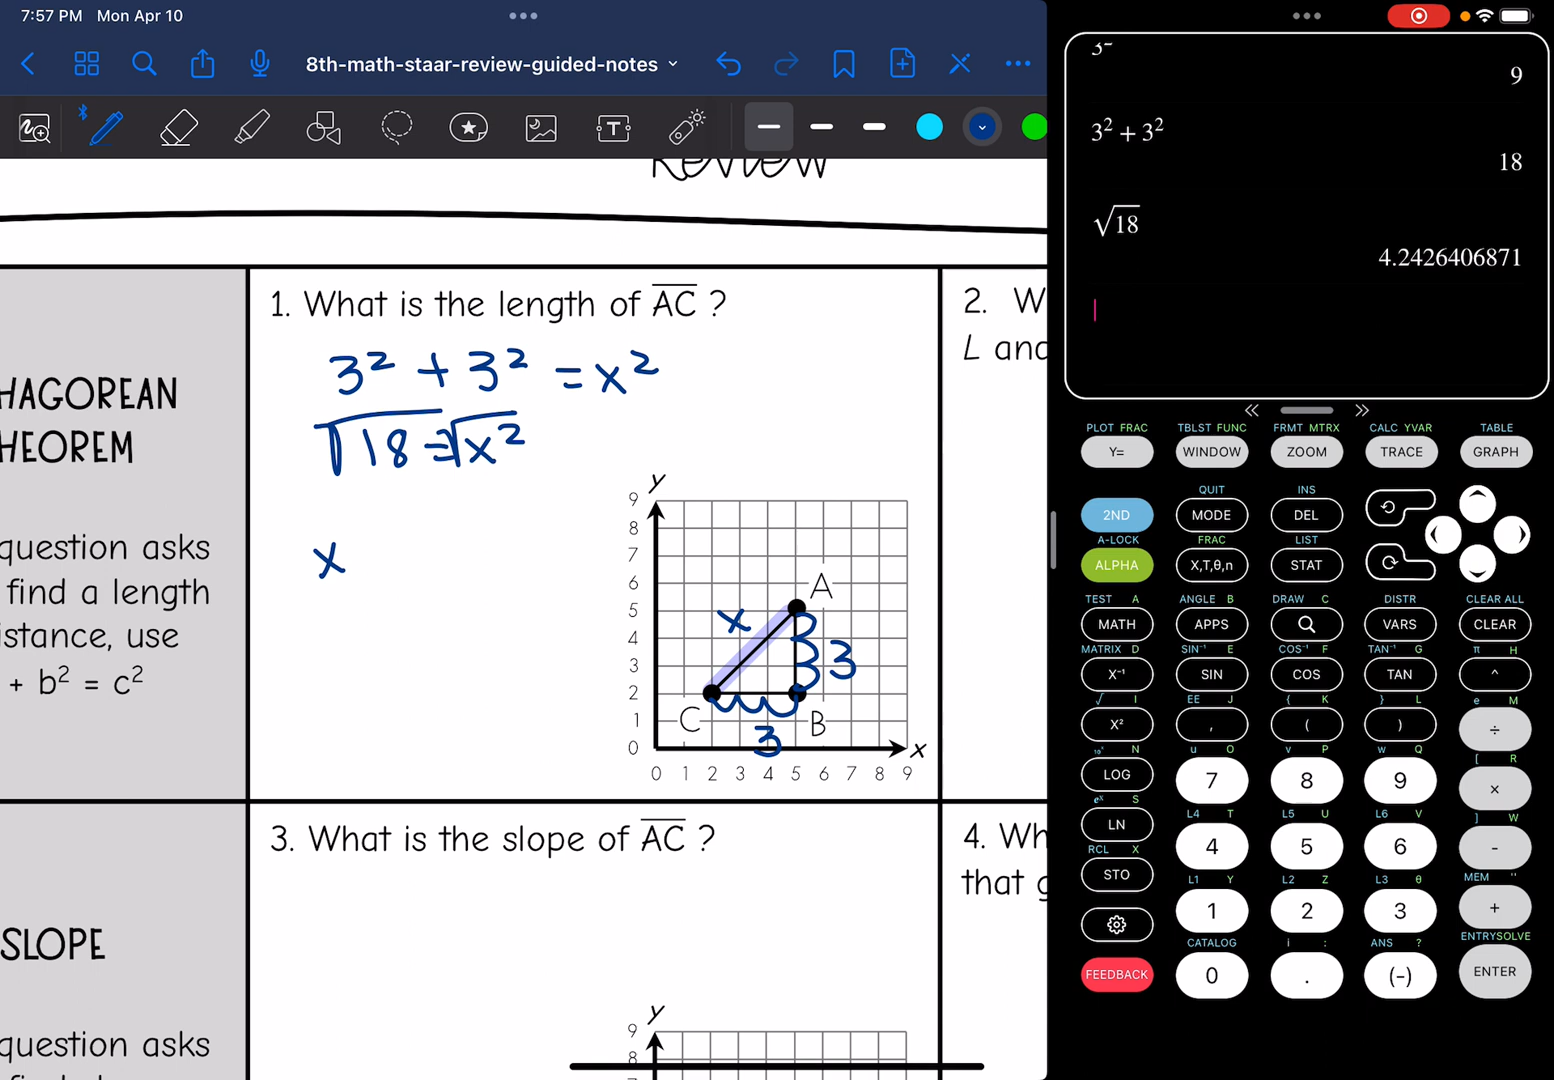 7:57 PM Mon Apr 10
8th-math-staar-review-guided-notes
T
Review
HAGOREAN
HEOREM
question asks
find a length
istance, use
+ b² = c²
1. What is the length of A̅C̅ ?
3² + 3² = x²
√18 = √x²
x
y
9
8
7
6
5
4
3
2
1
0
0 1 2 3 4 5 6 7 8 9
x
A
x
3
C
B
3
2. W
L and
SLOPE
question asks
3. What is the slope of A̅C̅ ?
y
9
8
4. Wh
that g
9
3² + 3²
18
√18
4.2426406871
PLOT FRAC TBLST FUNC FRMT MTRX CALC YVAR TABLE
Y= WINDOW ZOOM TRACE GRAPH
QUIT INS
2ND MODE DEL
A-LOCK FRAC LIST
ALPHA X,T,θ,n STAT
TEST A ANGLE B DRAW C DISTR CLEAR ALL
MATH APPS VARS CLEAR
MATRIX D SIN⁻¹ E COS⁻¹ F TAN⁻¹ G π H
X⁻¹ SIN COS TAN ^
√ I EE J { K } L e M
X² , ( ) ÷
10ˣ N u O v P w Q [ R
LOG 7 8 9 ×
eˣ S L4 T L5 U L6 V ] W
LN 4 5 6 -
RCL X L1 Y L2 Z L3 θ MEM "
STO 1 2 3 +
CATALOG i : ANS ? ENTRY SOLVE
FEEDBACK 0 . (-) ENTER